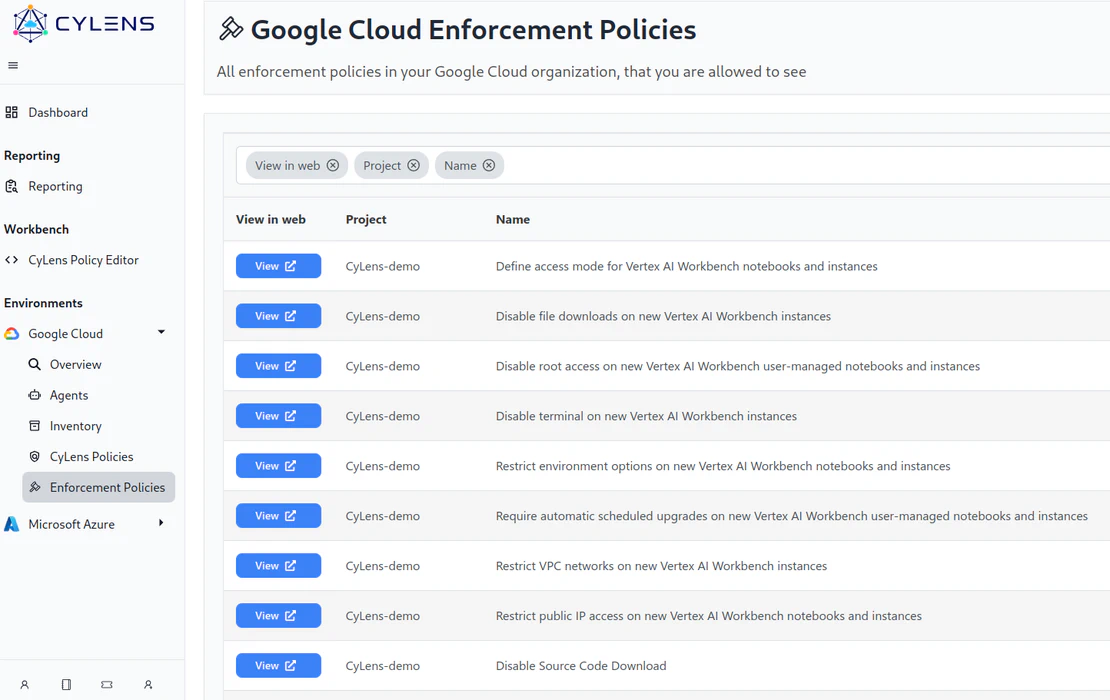 CYLENS
Dashboard
Reporting
Reporting
Workbench
CyLens Policy Editor
Environments
Google Cloud
Overview
Agents
Inventory
CyLens Policies
Enforcement Policies
Microsoft Azure
Google Cloud Enforcement Policies
All enforcement policies in your Google Cloud organization, that you are allowed to see
View in web Project Name
View in web Project Name
View CyLens-demo Define access mode for Vertex AI Workbench notebooks and instances
View CyLens-demo Disable file downloads on new Vertex AI Workbench instances
View CyLens-demo Disable root access on new Vertex AI Workbench user-managed notebooks and instances
View CyLens-demo Disable terminal on new Vertex AI Workbench instances
View CyLens-demo Restrict environment options on new Vertex AI Workbench notebooks and instances
View CyLens-demo Require automatic scheduled upgrades on new Vertex AI Workbench user-managed notebooks and instances
View CyLens-demo Restrict VPC networks on new Vertex AI Workbench instances
View CyLens-demo Restrict public IP access on new Vertex AI Workbench notebooks and instances
View CyLens-demo Disable Source Code Download